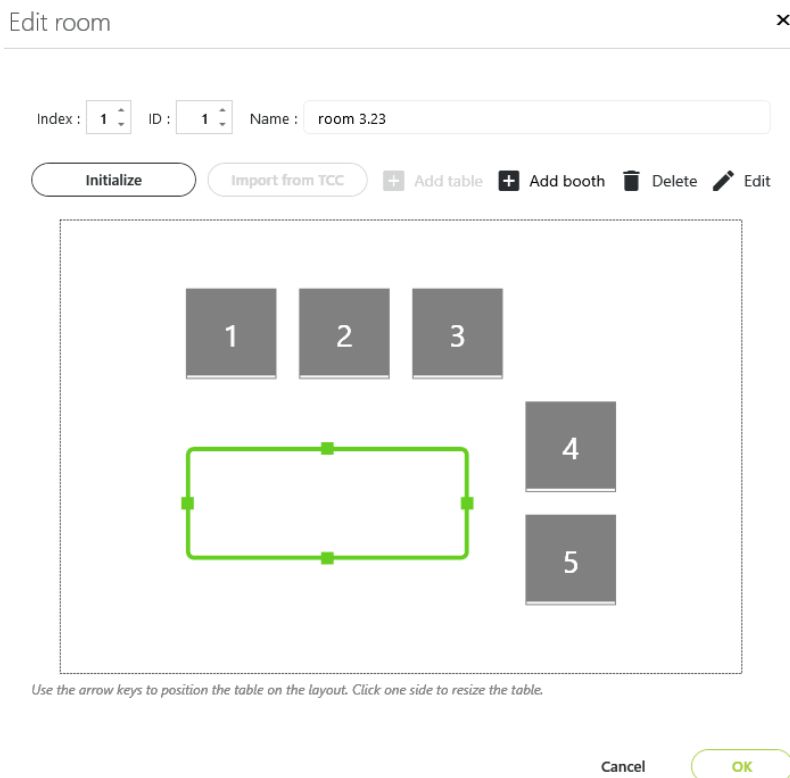 Edit room
Index : 1 ID : 1 Name : room 3.23
Initialize Import from TCC Add table Add booth Delete Edit
1 2 3
4
5
Use the arrow keys to position the table on the layout. Click one side to resize the table.
Cancel OK